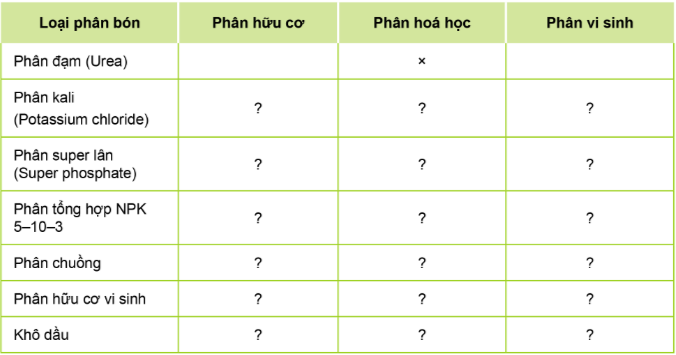 Loại phân bón Phân hữu cơ Phân hoá học Phân vi sinh
Phân đạm (Urea) ×
Phân kali
(Potassium chloride) ? ? ?
Phân super lân
(Super phosphate) ? ? ?
Phân tổng hợp NPK
5–10–3 ? ? ?
Phân chuồng ? ? ?
Phân hữu cơ vi sinh ? ? ?
Khô dầu ? ? ?